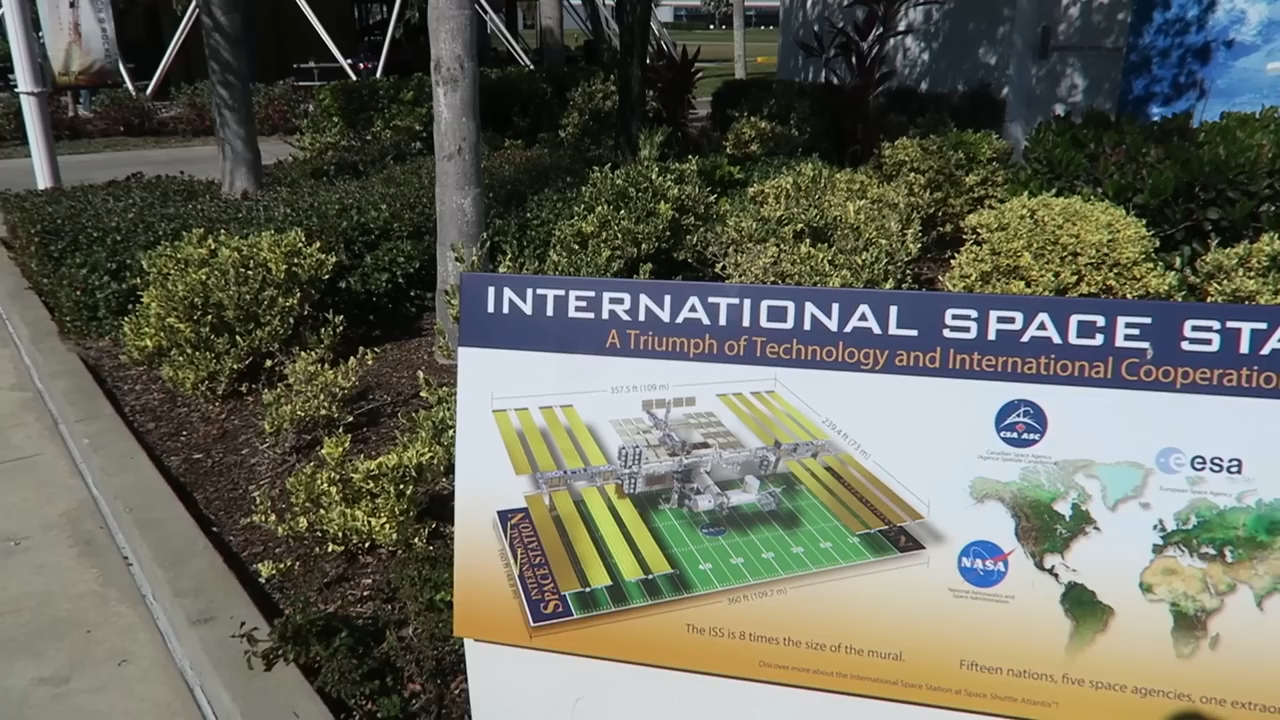 INTERNATIONAL SPACE STA
A Triumph of Technology and International Cooperatio
357.5 ft (109 m)
239.4 ft (73 m)
CSA ASC
Canadian Space Agency
(Agence Spatiale Canadienne)
esa
European Space Agency
NASA
National Aeronautics and
Space Administration
INTERNATIONAL
SPACE STATION
NASA
360 ft (109.7 m)
The ISS is 8 times the size of the mural.
Fifteen nations, five space agencies, one extrao
Discover more about the International Space Station at Space Shuttle Atlantis